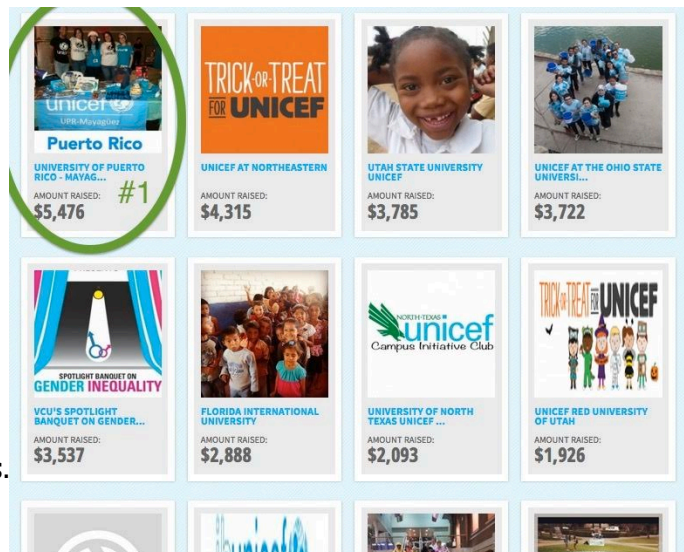 unicef
UPR-Mayagüez
Puerto Rico
UNIVERSITY OF PUERTO
RICO - MAYAG...
AMOUNT RAISED:
$5,476
#1
TRICK-OR-TREAT
FOR UNICEF
UNICEF AT NORTHEASTERN
AMOUNT RAISED:
$4,315
UTAH STATE UNIVERSITY
UNICEF
AMOUNT RAISED:
$3,785
UNICEF AT THE OHIO STATE
UNIVERSI...
AMOUNT RAISED:
$3,722
SPOTLIGHT BANQUET ON
GENDER INEQUALITY
VCU'S SPOTLIGHT
BANQUET ON GENDER...
AMOUNT RAISED:
$3,537
FLORIDA INTERNATIONAL
UNIVERSITY
AMOUNT RAISED:
$2,888
NORTH TEXAS
unicef
Campus Initiative Club
UNIVERSITY OF NORTH
TEXAS UNICEF ...
AMOUNT RAISED:
$2,093
TRICK-OR-TREAT FOR UNICEF
UNICEF RED UNIVERSITY
OF UTAH
AMOUNT RAISED:
$1,926
s.
unicef